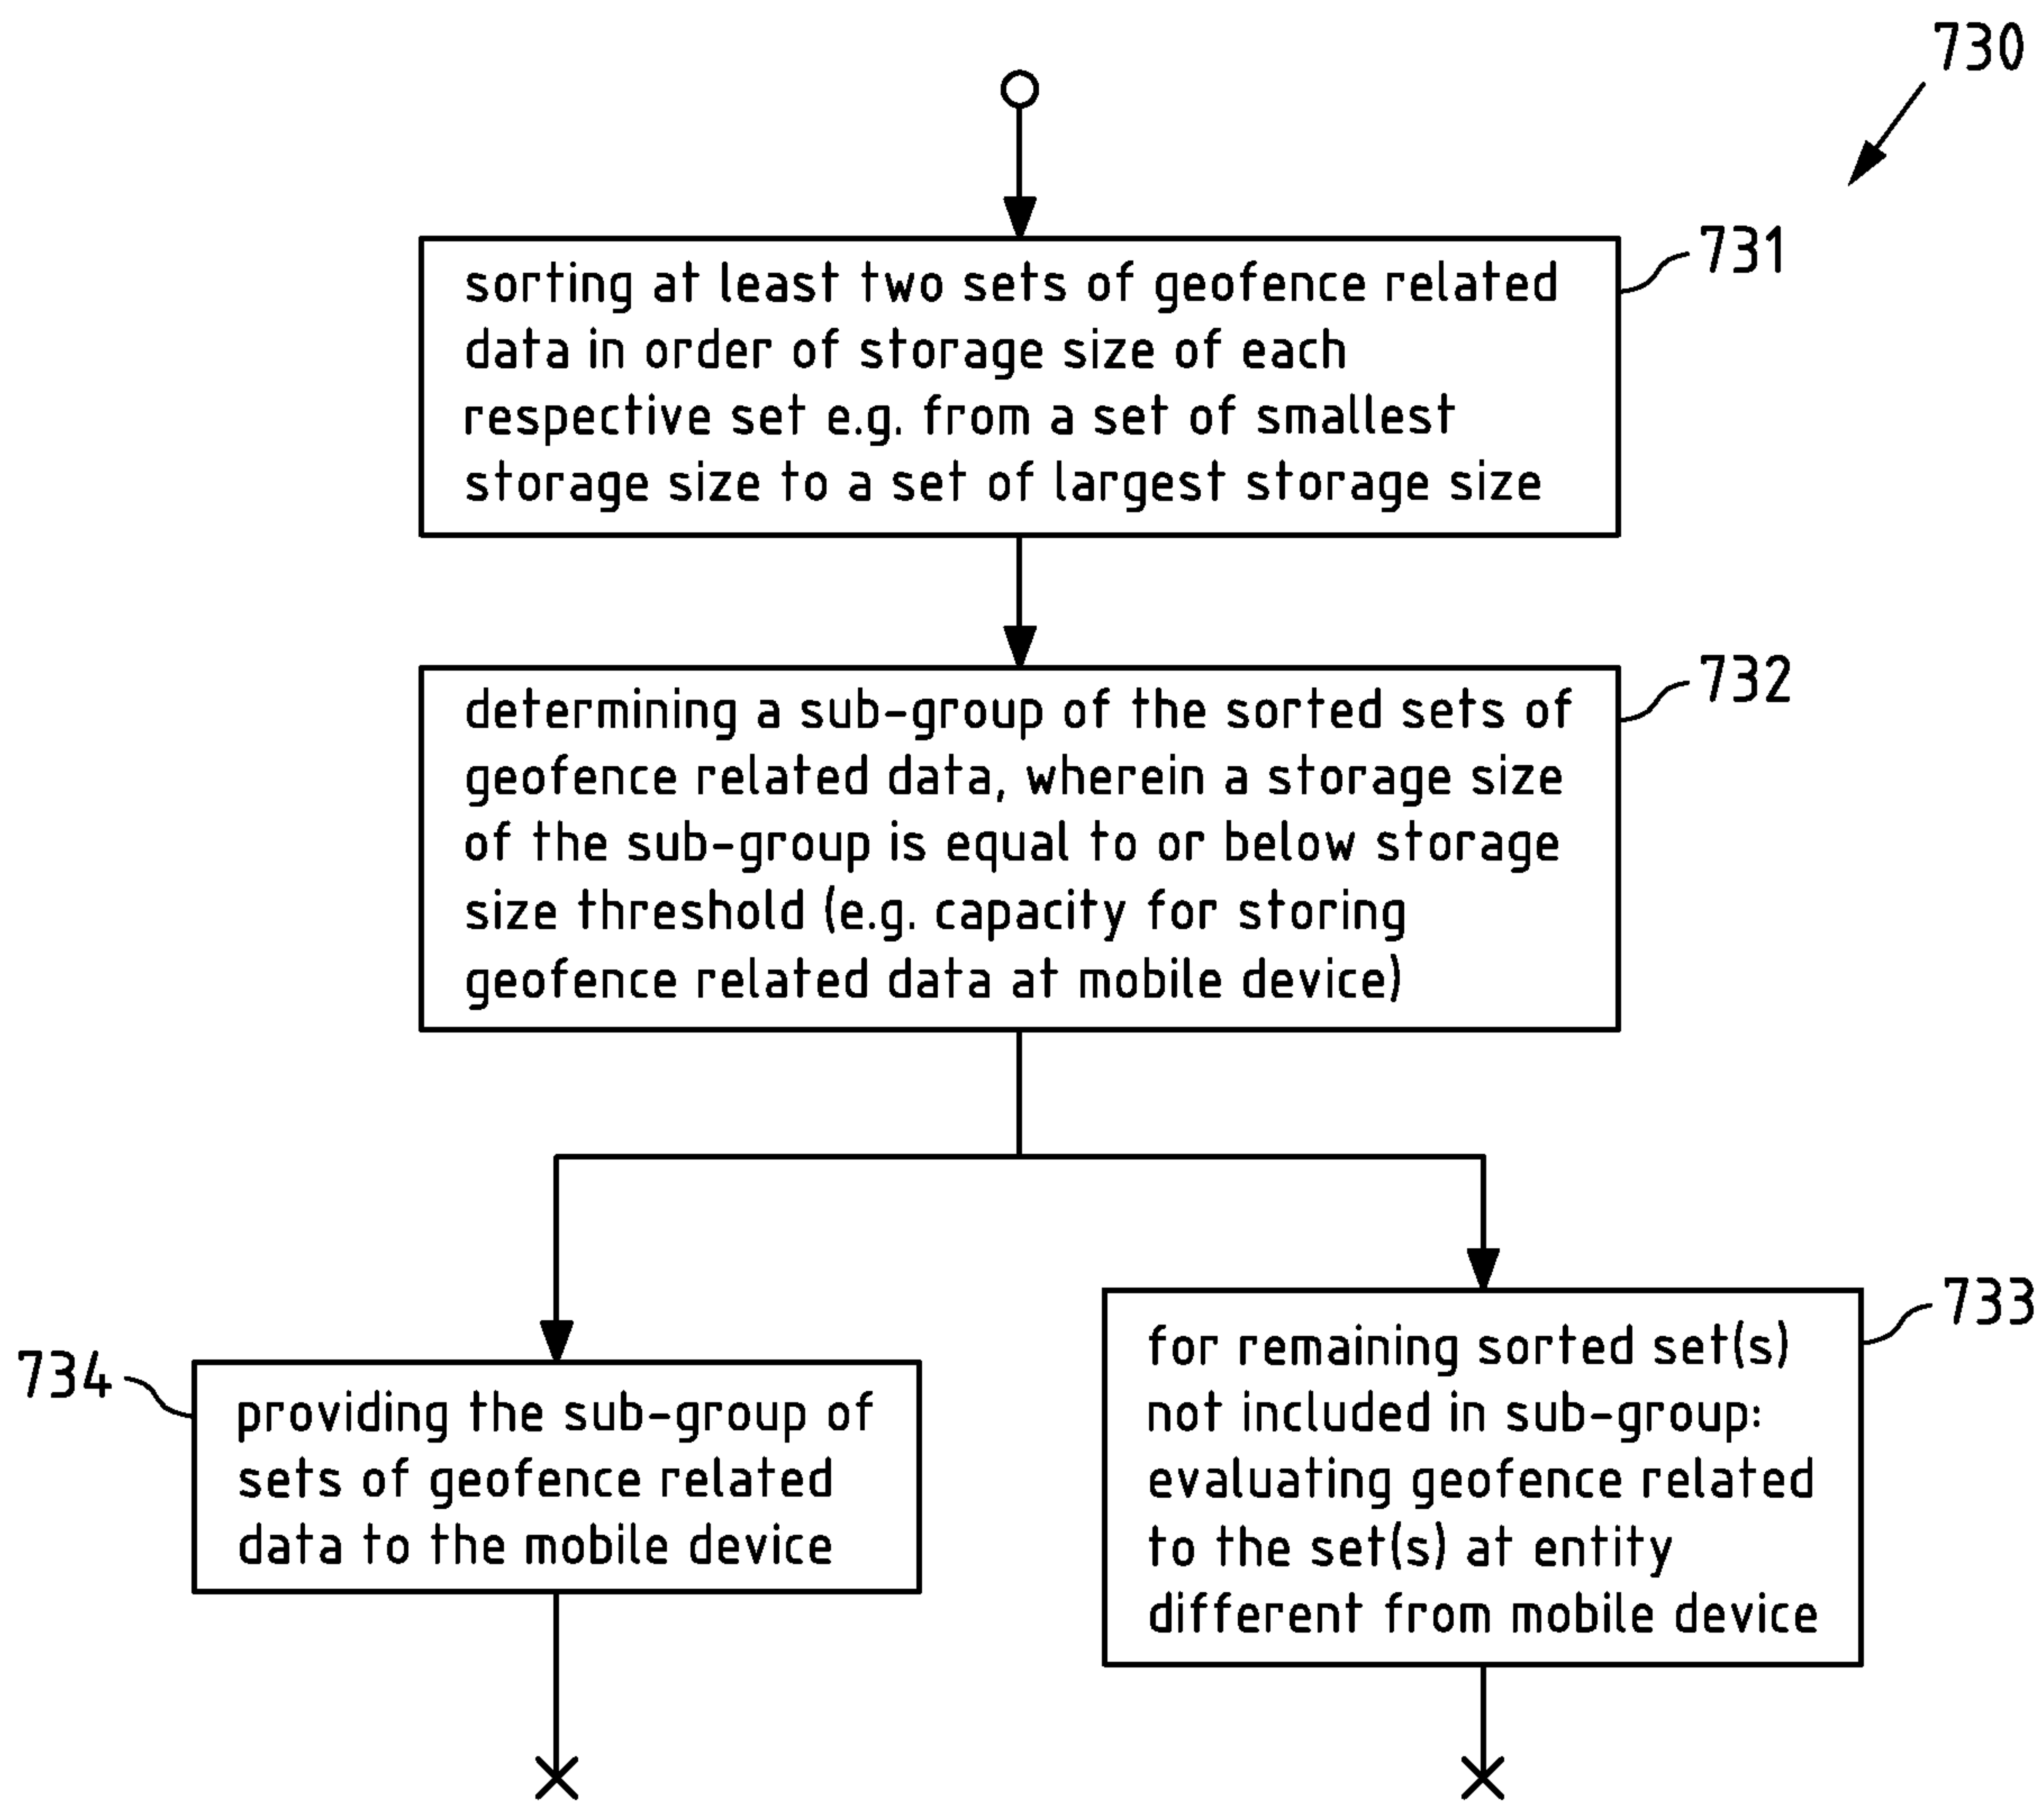 730
731
sorting at least two sets of geofence related
data in order of storage size of each
respective set e.g. from a set of smallest
storage size to a set of largest storage size
732
determining a sub-group of the sorted sets of
geofence related data, wherein a storage size
of the sub-group is equal to or below storage
size threshold (e.g. capacity for storing
geofence related data at mobile device)
734
providing the sub-group of
sets of geofence related
data to the mobile device
733
for remaining sorted set(s)
not included in sub-group:
evaluating geofence related
to the set(s) at entity
different from mobile device